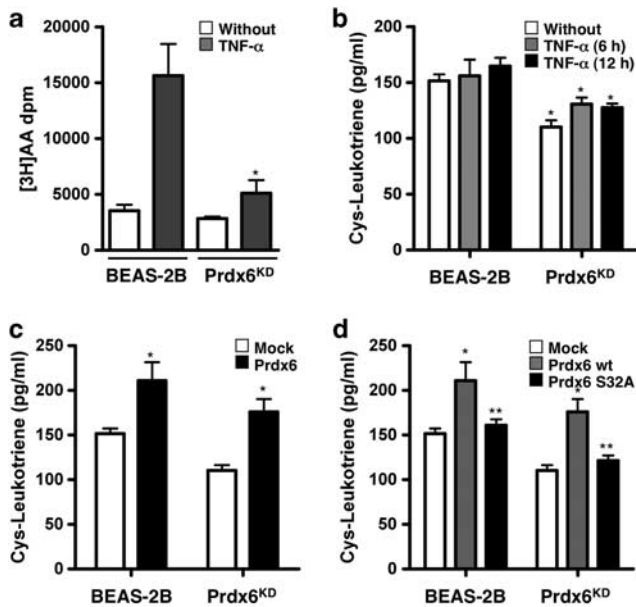 a
Without
TNF-α
[3H]AA dpm
20000
15000
10000
5000
0
*
BEAS-2B
Prdx6KD
b
Without
TNF-α (6 h)
TNF-α (12 h)
Cys-Leukotriene (pg/ml)
200
150
100
50
0
* * *
BEAS-2B
Prdx6KD
c
Mock
Prdx6
Cys-Leukotriene (pg/ml)
250
200
150
100
50
0
* *
BEAS-2B
Prdx6KD
d
Mock
Prdx6 wt
Prdx6 S32A
Cys-Leukotriene (pg/ml)
250
200
150
100
50
0
* ** * **
BEAS-2B
Prdx6KD